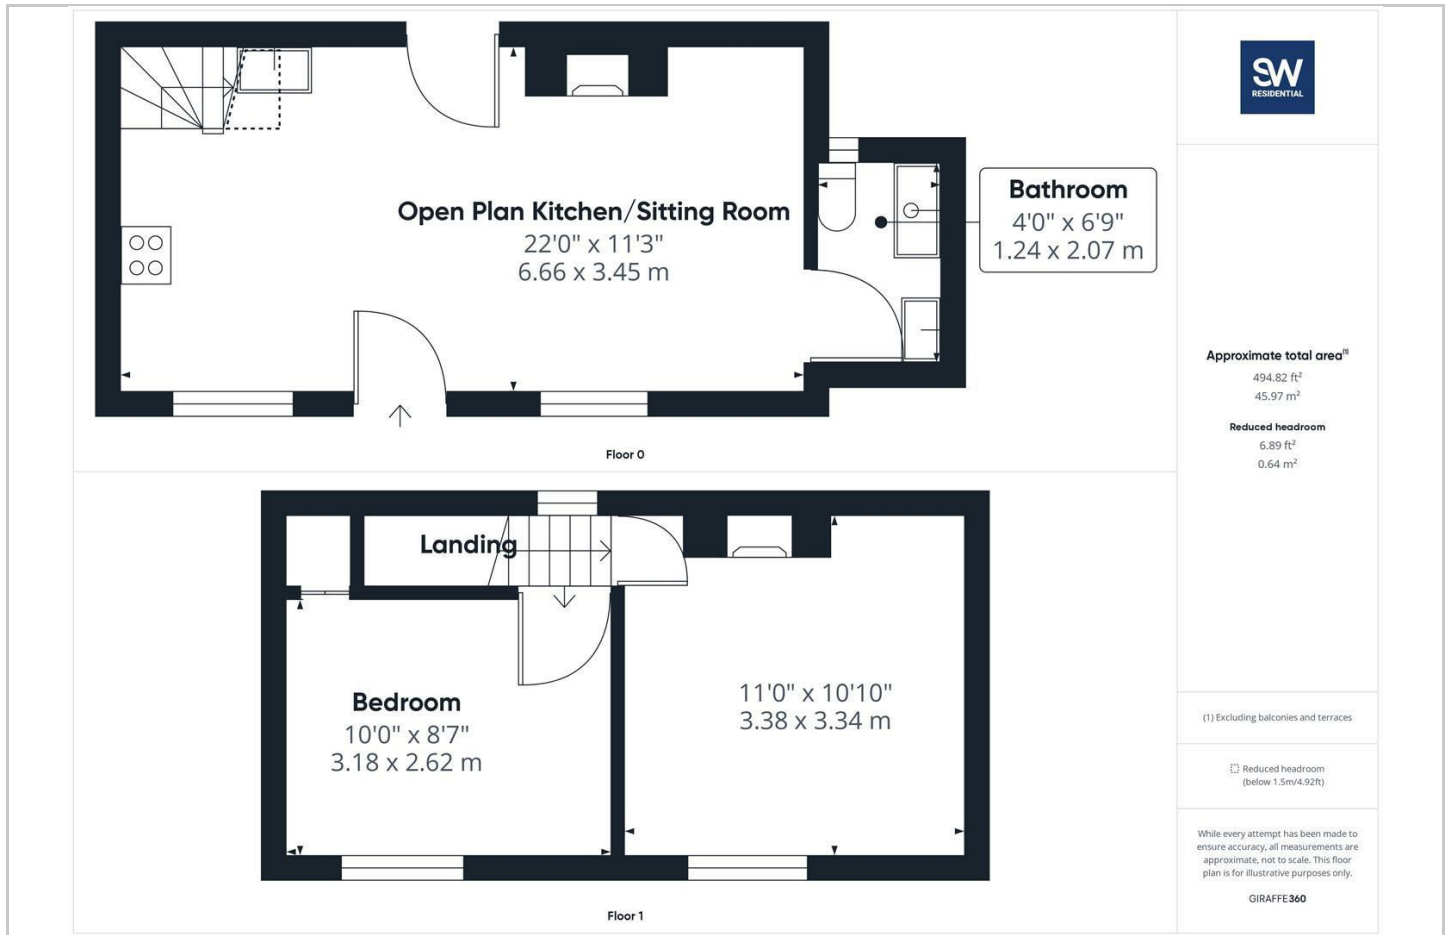 Open Plan Kitchen/Sitting Room
22'0" x 11'3"
6.66 x 3.45 m
Bathroom
4'0" x 6'9"
1.24 x 2.07 m
Floor 0
Landing
Bedroom
10'0" x 8'7"
3.18 x 2.62 m
11'0" x 10'10"
3.38 x 3.34 m
Floor 1
SW
RESIDENTIAL
Approximate total area(1)
494.82 ft²
45.97 m²
Reduced headroom
6.89 ft²
0.64 m²
(1) Excluding balconies and terraces
Reduced headroom
(below 1.5m/4.92ft)
While every attempt has been made to
ensure accuracy, all measurements are
approximate, not to scale. This floor
plan is for illustrative purposes only.
GIRAFFE360